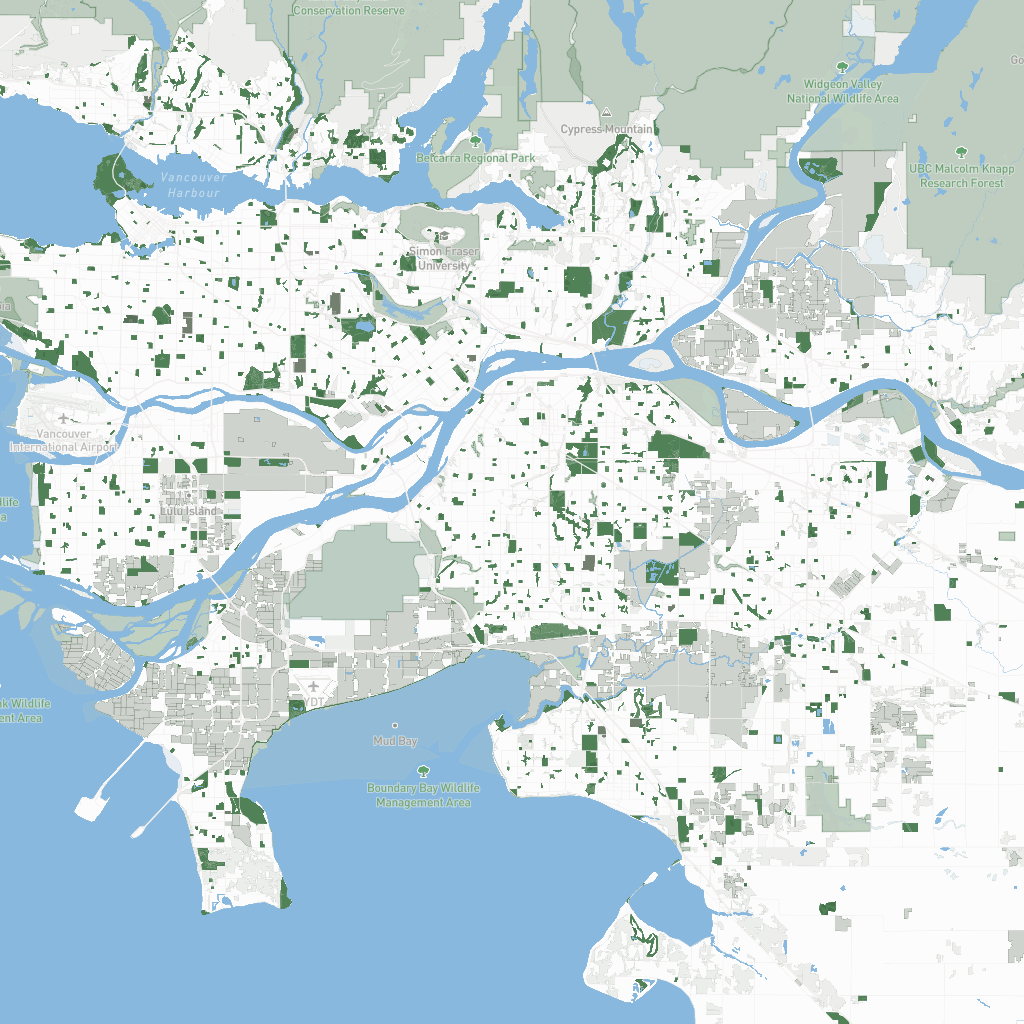 Conservation Reserve
Widgeon Valley
National Wildlife Area
Cypress Mountain
Belcarra Regional Park
UBC Malcolm Knapp
Research Forest
Vancouver
Harbour
Simon Fraser
University
Vancouver
International Airport
Lulu Island
YDT
Mud Bay
Boundary Bay Wildlife
Management Area